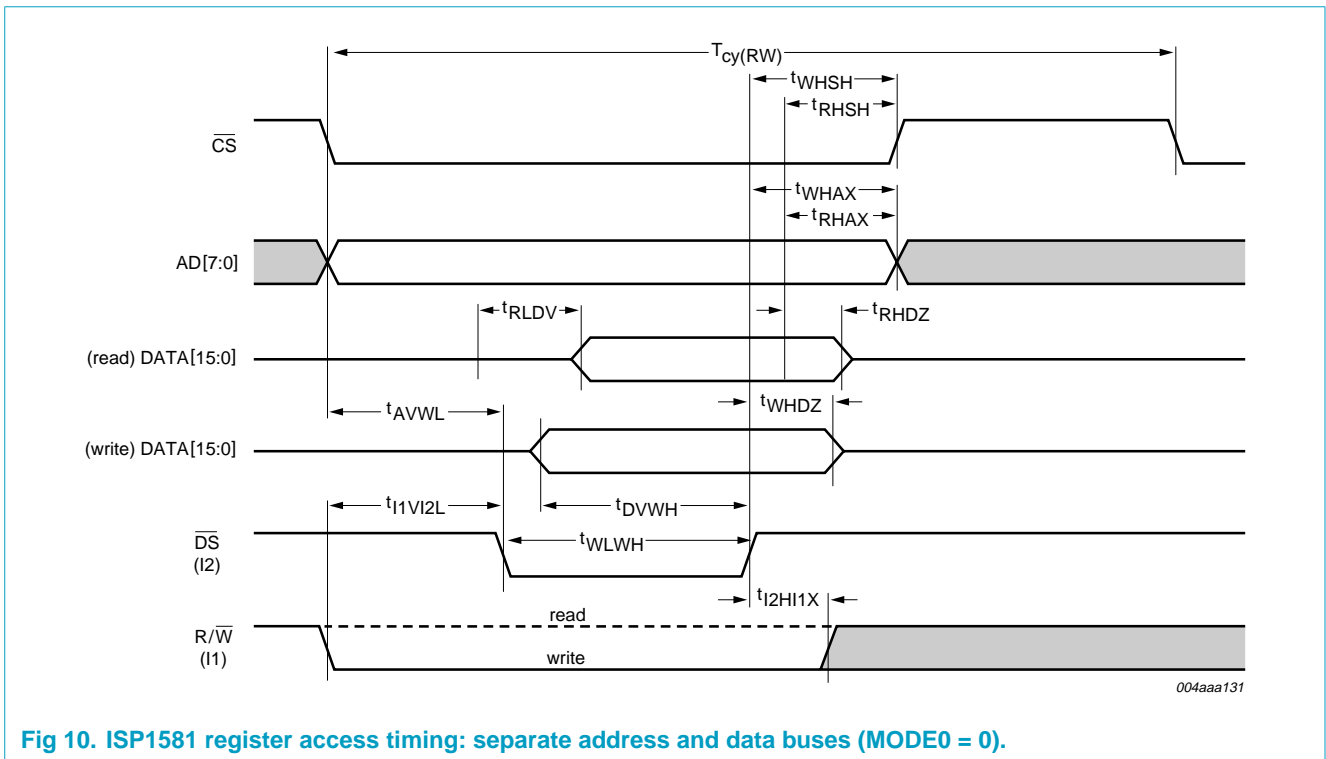 Tcy(RW)
tWHSH
tRHSH
CS
tWHAX
tRHAX
AD[7:0]
tRLDV
tRHDZ
(read) DATA[15:0]
tWHDZ
tAVWL
(write) DATA[15:0]
tI1VI2L
tDVWH
DS
(I2)
tWLWH
tI2HI1X
read
R/W
(I1)
write
004aaa131
Fig 10. ISP1581 register access timing: separate address and data buses (MODE0 = 0).